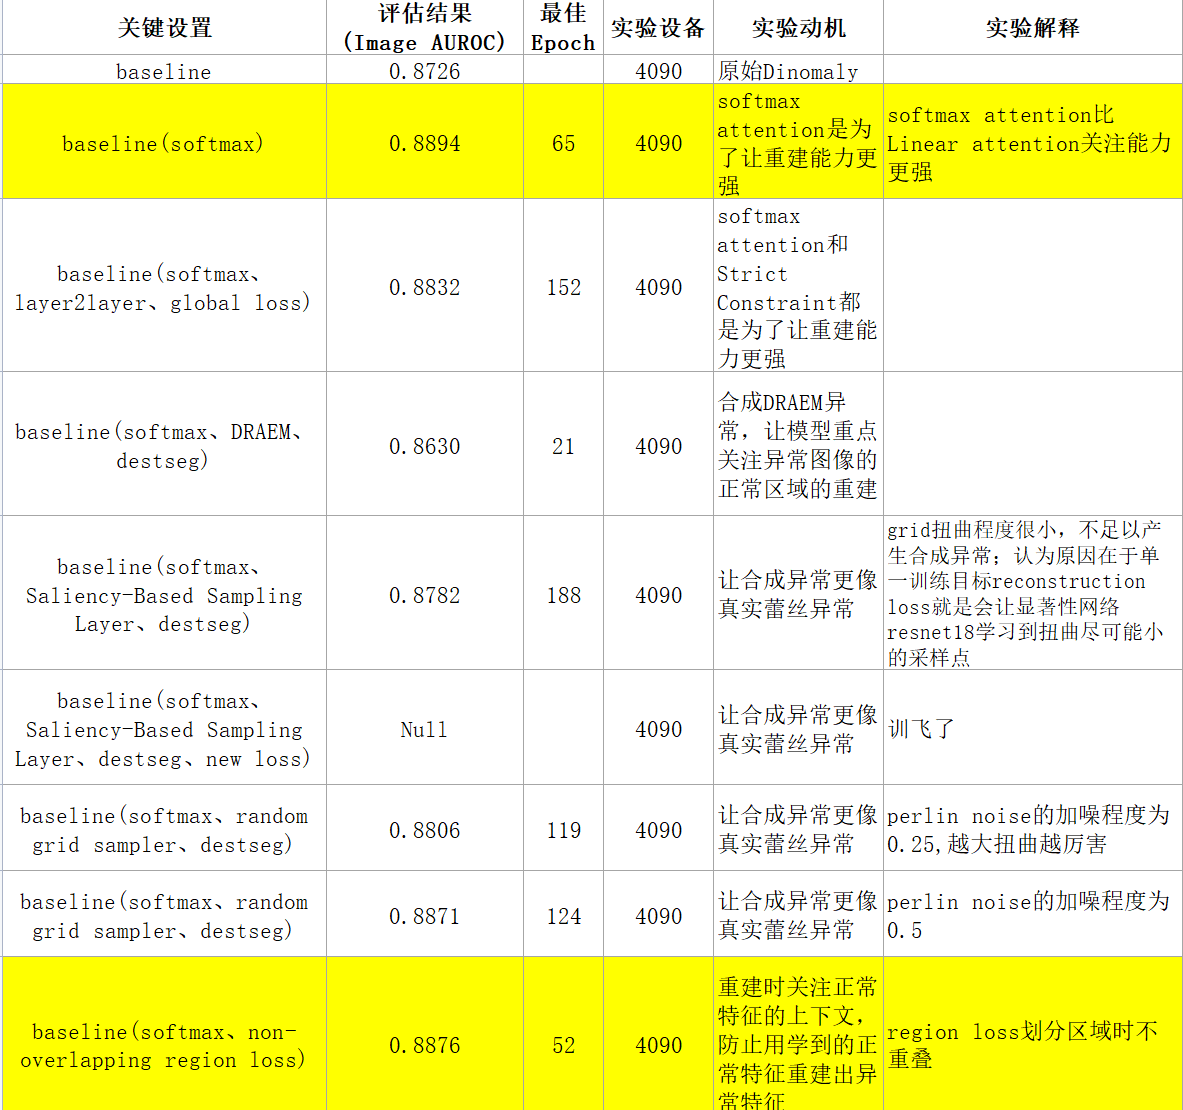 关键设置
评估结果
(Image AUROC)
最佳
Epoch
实验设备
实验动机
实验解释
baseline
0.8726
4090
原始Dinomaly
baseline(softmax)
0.8894
65
4090
softmax
attention是为
了让重建能力更
强
softmax attention比
Linear attention关注能力
更强
baseline(softmax、
layer2layer、global loss)
0.8832
152
4090
softmax
attention和
Strict
Constraint都
是为了让重建能
力更强
baseline(softmax、DRAEM、
destseg)
0.8630
21
4090
合成DRAEM异
常，让模型重点
关注异常图像的
正常区域的重建
baseline(softmax、
Saliency-Based Sampling
Layer、destseg)
0.8782
188
4090
让合成异常更像
真实蕾丝异常
grid扭曲程度很小，不足以产
生合成异常；认为原因在于单
一训练目标reconstruction
loss就是会让显著性网络
resnet18学习到扭曲尽可能小
的采样点
baseline(softmax、
Saliency-Based Sampling
Layer、destseg、new loss)
Null
4090
让合成异常更像
真实蕾丝异常
训飞了
baseline(softmax、random
grid sampler、destseg)
0.8806
119
4090
让合成异常更像
真实蕾丝异常
perlin noise的加噪程度为
0.25,越大扭曲越厉害
baseline(softmax、random
grid sampler、destseg)
0.8871
124
4090
让合成异常更像
真实蕾丝异常
perlin noise的加噪程度为
0.5
baseline(softmax、non-
overlapping region loss)
0.8876
52
4090
重建时关注正常
特征的上下文，
防止用学到的正
常特征重建出异
常特征
region loss划分区域时不
重叠